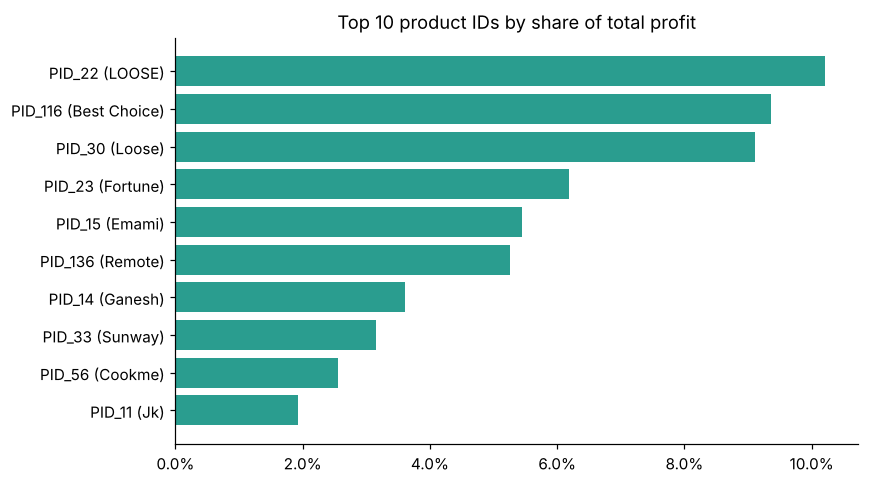 Top 10 product IDs by share of total profit
PID_22 (LOOSE)
PID_116 (Best Choice)
PID_30 (Loose)
PID_23 (Fortune)
PID_15 (Emami)
PID_136 (Remote)
PID_14 (Ganesh)
PID_33 (Sunway)
PID_56 (Cookme)
PID_11 (Jk)
0.0% 2.0% 4.0% 6.0% 8.0% 10.0%